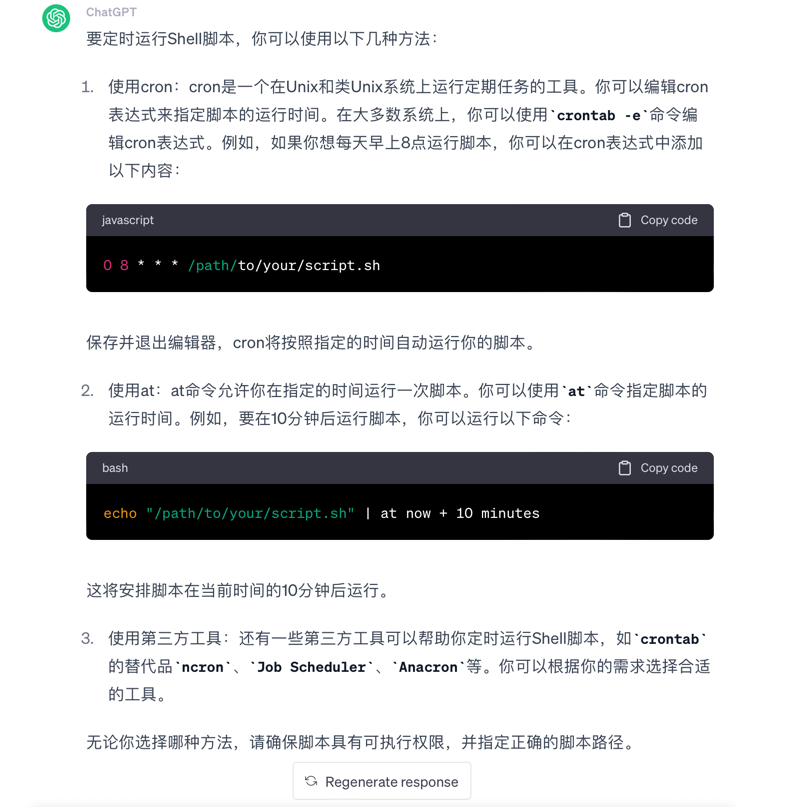 ChatGPT
要定时运行Shell脚本，你可以使用以下几种方法：
1. 使用cron：cron是一个在Unix和类Unix系统上运行定期任务的工具。你可以编辑cron
表达式来指定脚本的运行时间。在大多数系统上，你可以使用`crontab -e`命令编
辑cron表达式。例如，如果你想每天早上8点运行脚本，你可以在cron表达式中添加
以下内容：
javascript Copy code
0 8 * * * /path/to/your/script.sh
保存并退出编辑器，cron将按照指定的时间自动运行你的脚本。
2. 使用at：at命令允许你在指定的时间运行一次脚本。你可以使用`at`命令指定脚本的
运行时间。例如，要在10分钟后运行脚本，你可以运行以下命令：
bash Copy code
echo "/path/to/your/script.sh" | at now + 10 minutes
这将安排脚本在当前时间的10分钟后运行。
3. 使用第三方工具：还有一些第三方工具可以帮助你定时运行Shell脚本，如`crontab`
的替代品`ncron`、`Job Scheduler`、`Anacron`等。你可以根据你的需求选择合适
的工具。
无论你选择哪种方法，请确保脚本具有可执行权限，并指定正确的脚本路径。
Regenerate response